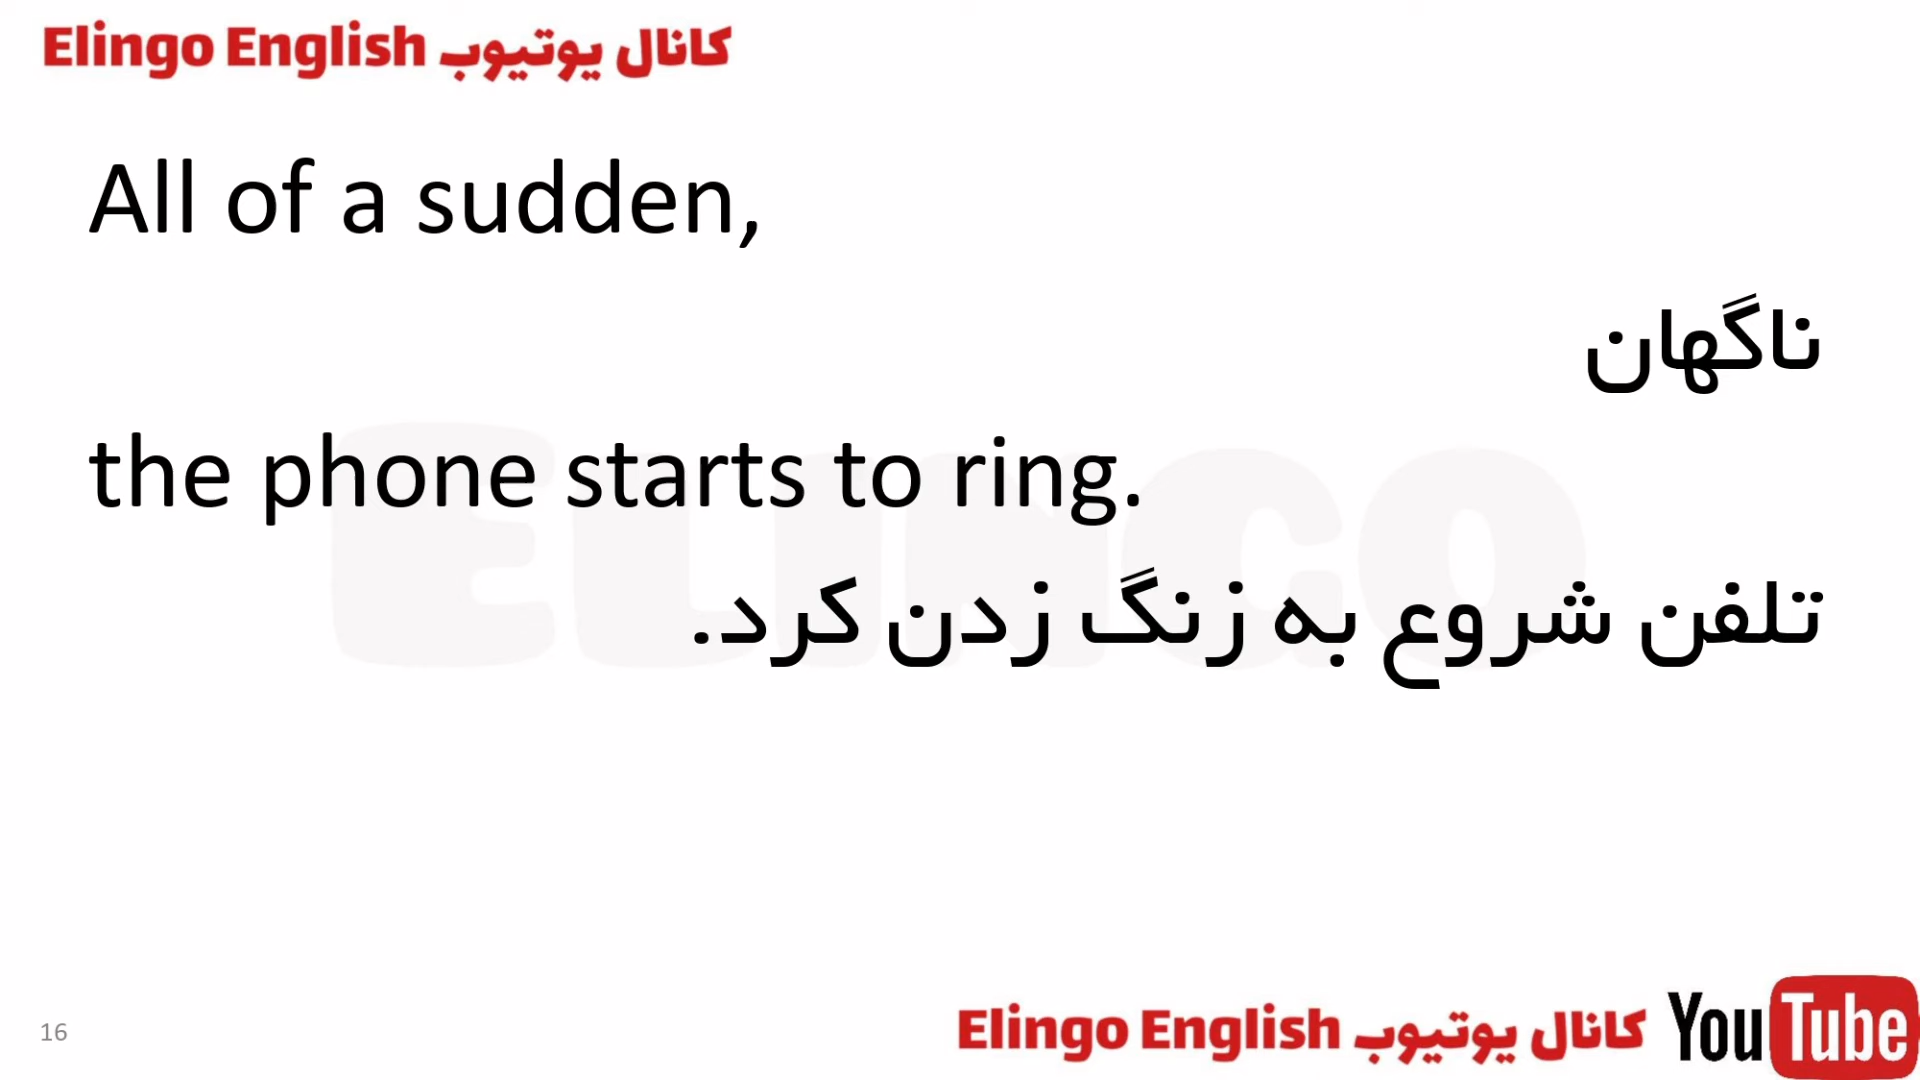 Elingo English کانال یوتیوب
All of a sudden,
ناگهان
the phone starts to ring.
تلفن شروع به زنگ زدن کرد.
ELINGO
16
Elingo English کانال یوتیوب YouTube